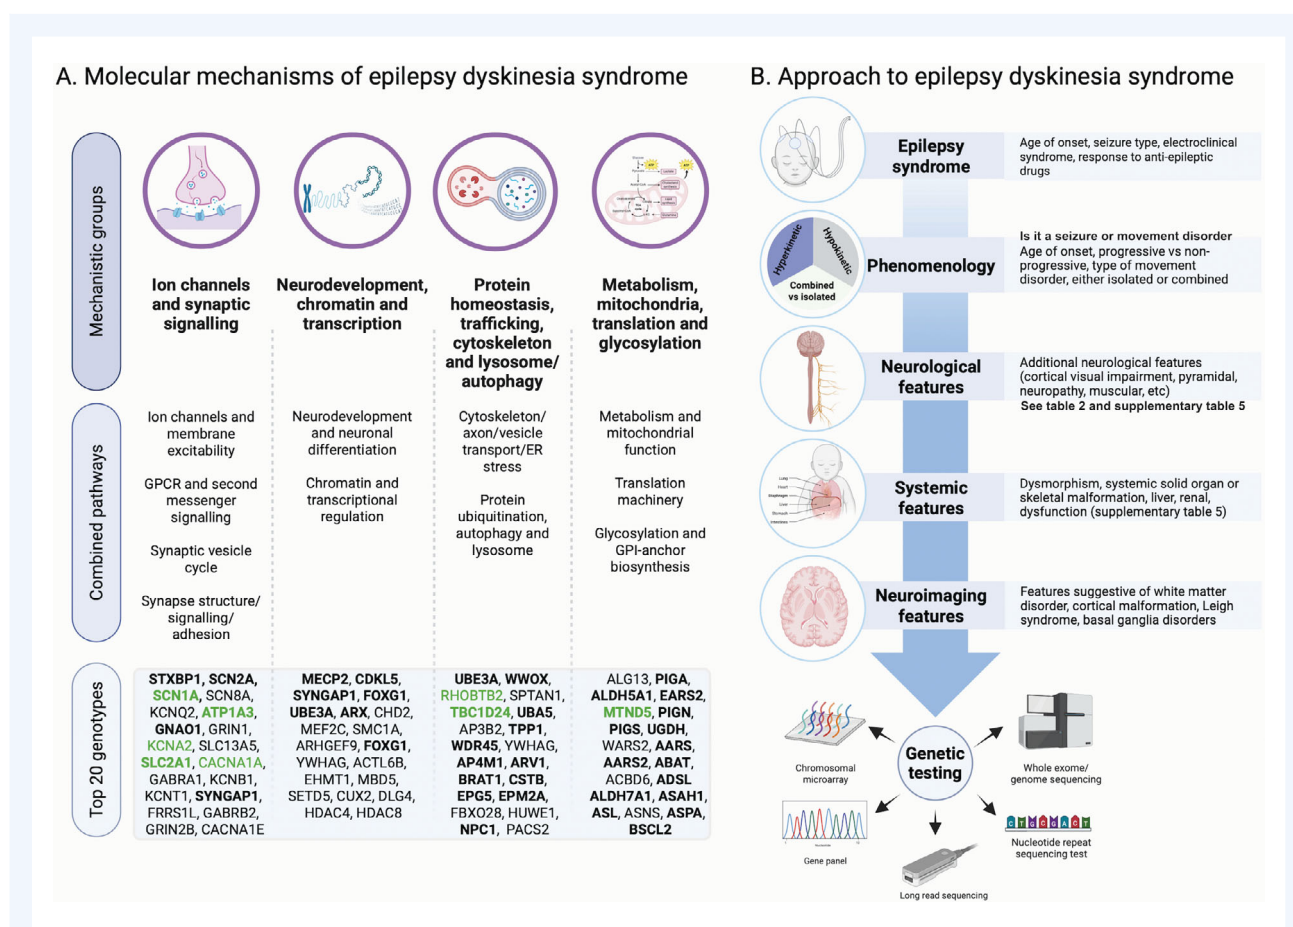 A. Molecular mechanisms of epilepsy dyskinesia syndrome
Mechanistic groups
Ion channels
and synaptic
signalling
Neurodevelopment,
chromatin and
transcription
Protein
homeostasis,
trafficking,
cytoskeleton
and lysosome/
autophagy
Metabolism,
mitochondria,
translation and
glycosylation
Combined pathways
Ion channels and
membrane
excitability
GPCR and second
messenger
signalling
Synaptic vesicle
cycle
Synapse structure/
signalling/
adhesion
Neurodevelopment
and neuronal
differentiation
Chromatin and
transcriptional
regulation
Cytoskeleton/
axon/vesicle
transport/ER
stress
Protein
ubiquitination,
autophagy and
lysosome
Metabolism and
mitochondrial
function
Translation
machinery
Glycosylation and
GPI-anchor
biosynthesis
Top 20 genotypes
STXBP1, SCN2A,
SCN1A, SCN8A,
KCNQ2, ATP1A3,
GNAO1, GRIN1,
KCNA2, SLC13A5,
SLC2A1, CACNA1A,
GABRA1, KCNB1,
KCNT1, SYNGAP1,
FRRS1L, GABRB2,
GRIN2B, CACNA1E
MECP2, CDKL5,
SYNGAP1, FOXG1,
UBE3A, ARX, CHD2,
MEF2C, SMC1A,
ARHGEF9, FOXG1,
YWHAG, ACTL6B,
EHMT1, MBD5,
SETD5, CUX2, DLG4,
HDAC4, HDAC8
UBE3A, WWOX,
RHOBTB2, SPTAN1,
TBC1D24, UBA5,
AP3B2, TPP1,
WDR45, YWHAG,
AP4M1, ARV1,
BRAT1, CSTB,
EPG5, EPM2A,
FBXO28, HUWE1,
NPC1, PACS2
ALG13, PIGA,
ALDH5A1, EARS2,
MTND5, PIGN,
PIGS, UGDH,
WARS2, AARS,
AARS2, ABAT,
ACBD6, ADSL
ALDH7A1, ASAH1,
ASL, ASNS, ASPA,
BSCL2
B. Approach to epilepsy dyskinesia syndrome
Epilepsy
syndrome
Age of onset, seizure type, electroclinical
syndrome, response to anti-epileptic
drugs
Hyperkinetic
Hypokinetic
Combined
vs isolated
Phenomenology
Is it a seizure or movement disorder
Age of onset, progressive vs non-
progressive, type of movement
disorder, either isolated or combined
Neurological
features
Additional neurological features
(cortical visual impairment, pyramidal,
neuropathy, muscular, etc)
See table 2 and supplementary table 5
Lung
Heart
Diaphragm
Liver
Stomach
Intestines
Systemic
features
Dysmorphism, systemic solid organ or
skeletal malformation, liver, renal,
dysfunction (supplementary table 5)
Neuroimaging
features
Features suggestive of white matter
disorder, cortical malformation, Leigh
syndrome, basal ganglia disorders
Genetic
testing
Chromosomal
microarray
Whole exome/
genome sequencing
Gene panel
CTGCGACT
Nucleotide repeat
sequencing test
Long read sequencing